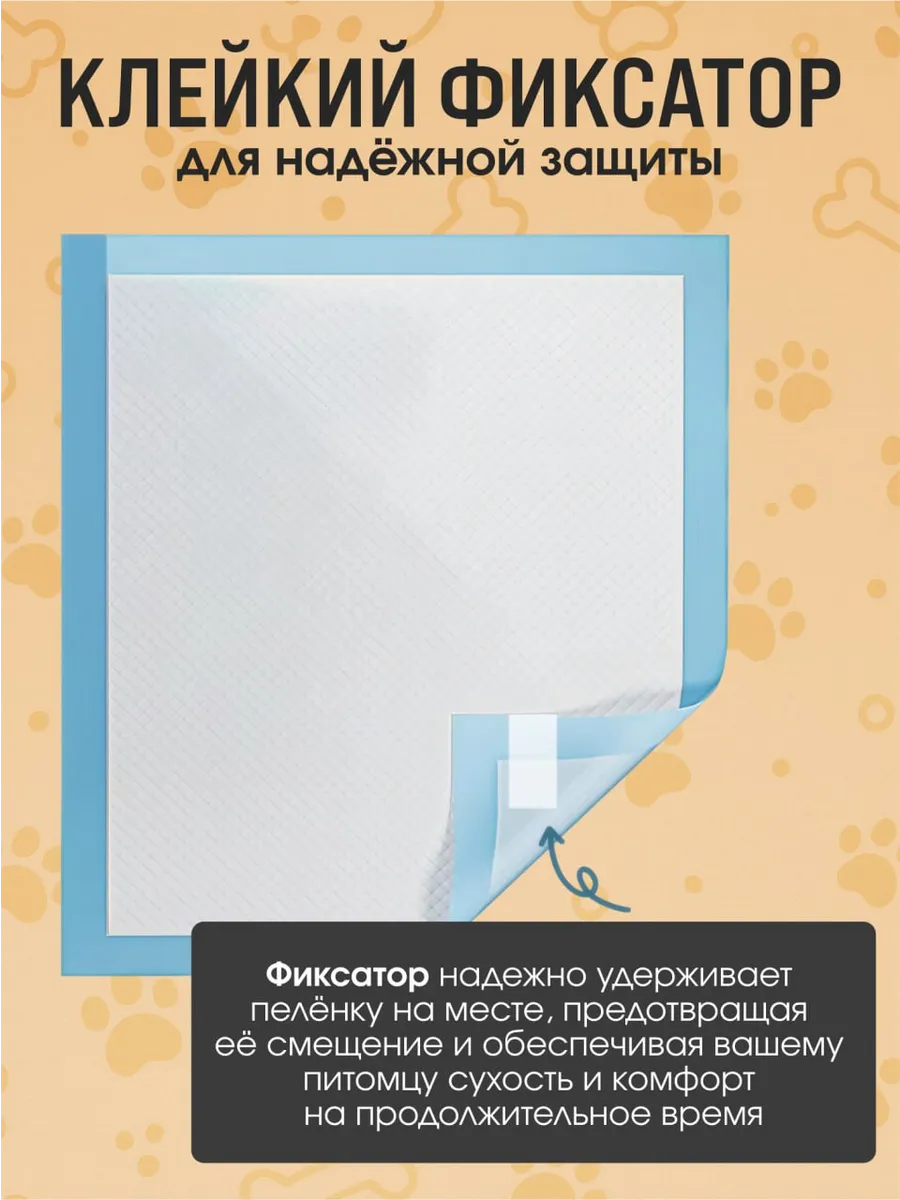 КЛЕЙКИЙ ФИКСАТОР
для надёжной защиты
Фиксатор надежно удерживает
пелёнку на месте, предотвращая
её смещение и обеспечивая вашему
питомцу сухость и комфорт
на продолжительное время